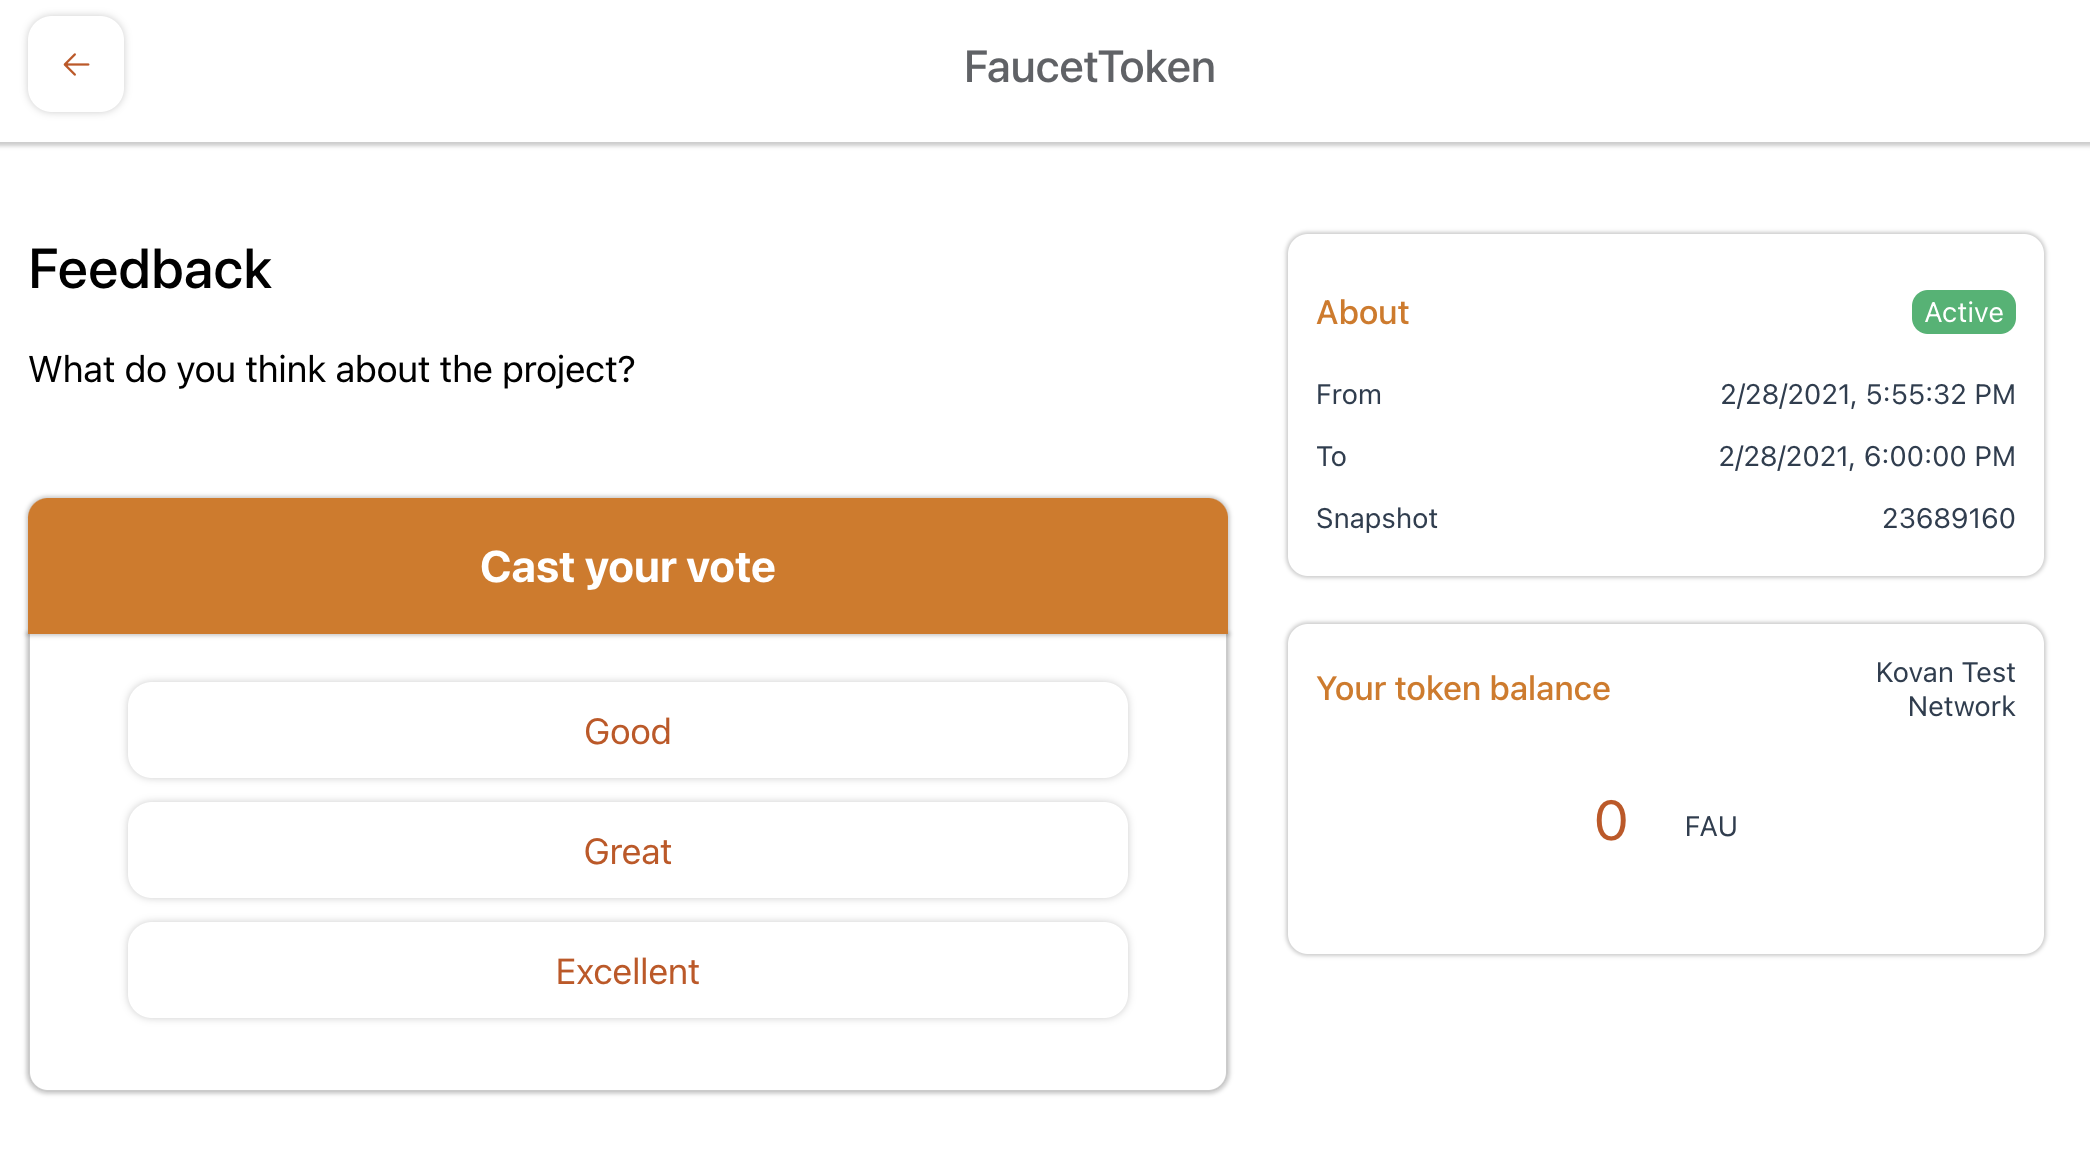 FaucetToken
Feedback
What do you think about the project?
Cast your vote
Good
Great
Excellent
About
Active
From 2/28/2021, 5:55:32 PM
To 2/28/2021, 6:00:00 PM
Snapshot 23689160
Your token balance
Kovan Test
Network
0 FAU